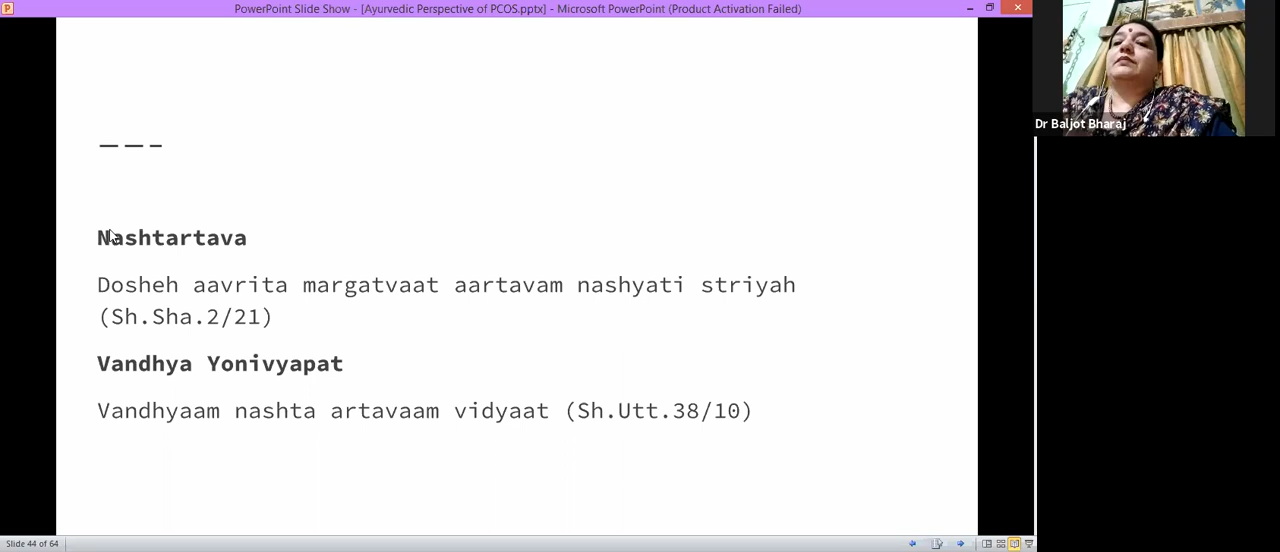 PowerPoint Slide Show - [Ayurvedic Perspective of PCOS.pptx] - Microsoft PowerPoint (Product Activation Failed)
Dr Baljot Bharaj
———
Nashtartava
Dosheh aavrita margatvaat aartavam nashyati striyah
(Sh.Sha.2/21)
Vandhya Yonivyapat
Vandhyaam nashta artavaam vidyaat (Sh.Utt.38/10)
Slide 44 of 64